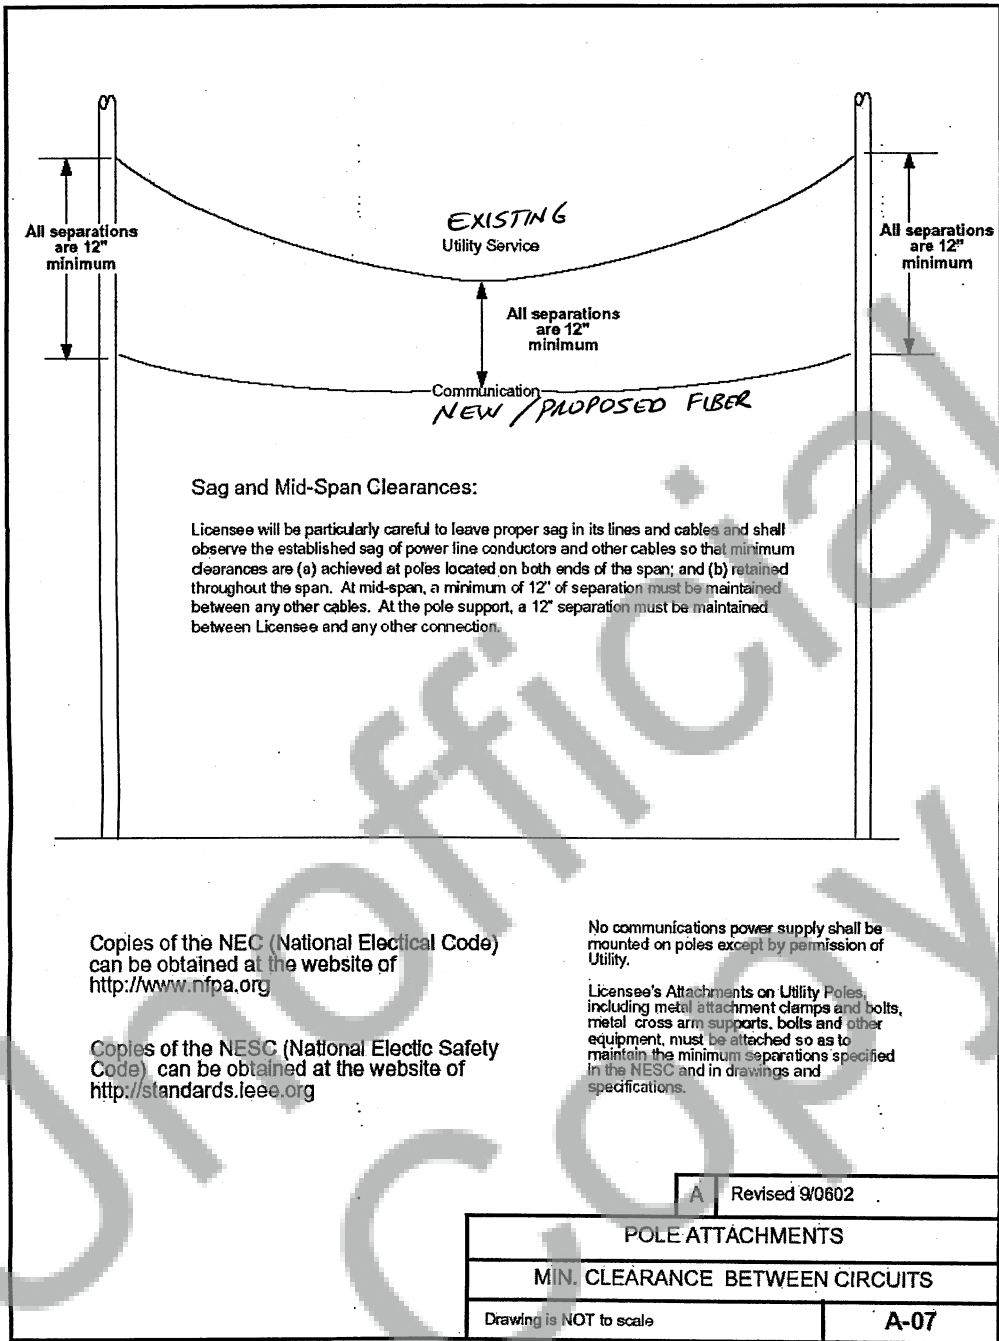 EXISTING
Utility Service
All separations
are 12"
minimum
All separations
are 12"
minimum
All separations
are 12"
minimum
Communication
NEW / PROPOSED FIBER
Sag and Mid-Span Clearances:
Licensee will be particularly careful to leave proper sag in its lines and cables and shall
observe the established sag of power line conductors and other cables so that minimum
clearances are (a) achieved at poles located on both ends of the span; and (b) retained
throughout the span. At mid-span, a minimum of 12" of separation must be maintained
between any other cables. At the pole support, a 12" separation must be maintained
between Licensee and any other connection.
Copies of the NEC (National Electical Code)
can be obtained at the website of
http://www.nfpa.org
Copies of the NESC (National Electic Safety
Code) can be obtained at the website of
http://standards.ieee.org
No communications power supply shall be
mounted on poles except by permission of
Utility.
Licensee's Attachments on Utility Poles,
including metal attachment clamps and bolts,
metal cross arm supports, bolts and other
equipment, must be attached so as to
maintain the minimum separations specified
in the NESC and in drawings and
specifications.
A Revised 9/0602
POLE ATTACHMENTS
MIN. CLEARANCE BETWEEN CIRCUITS
Drawing is NOT to scale A-07
Unofficial
Copy